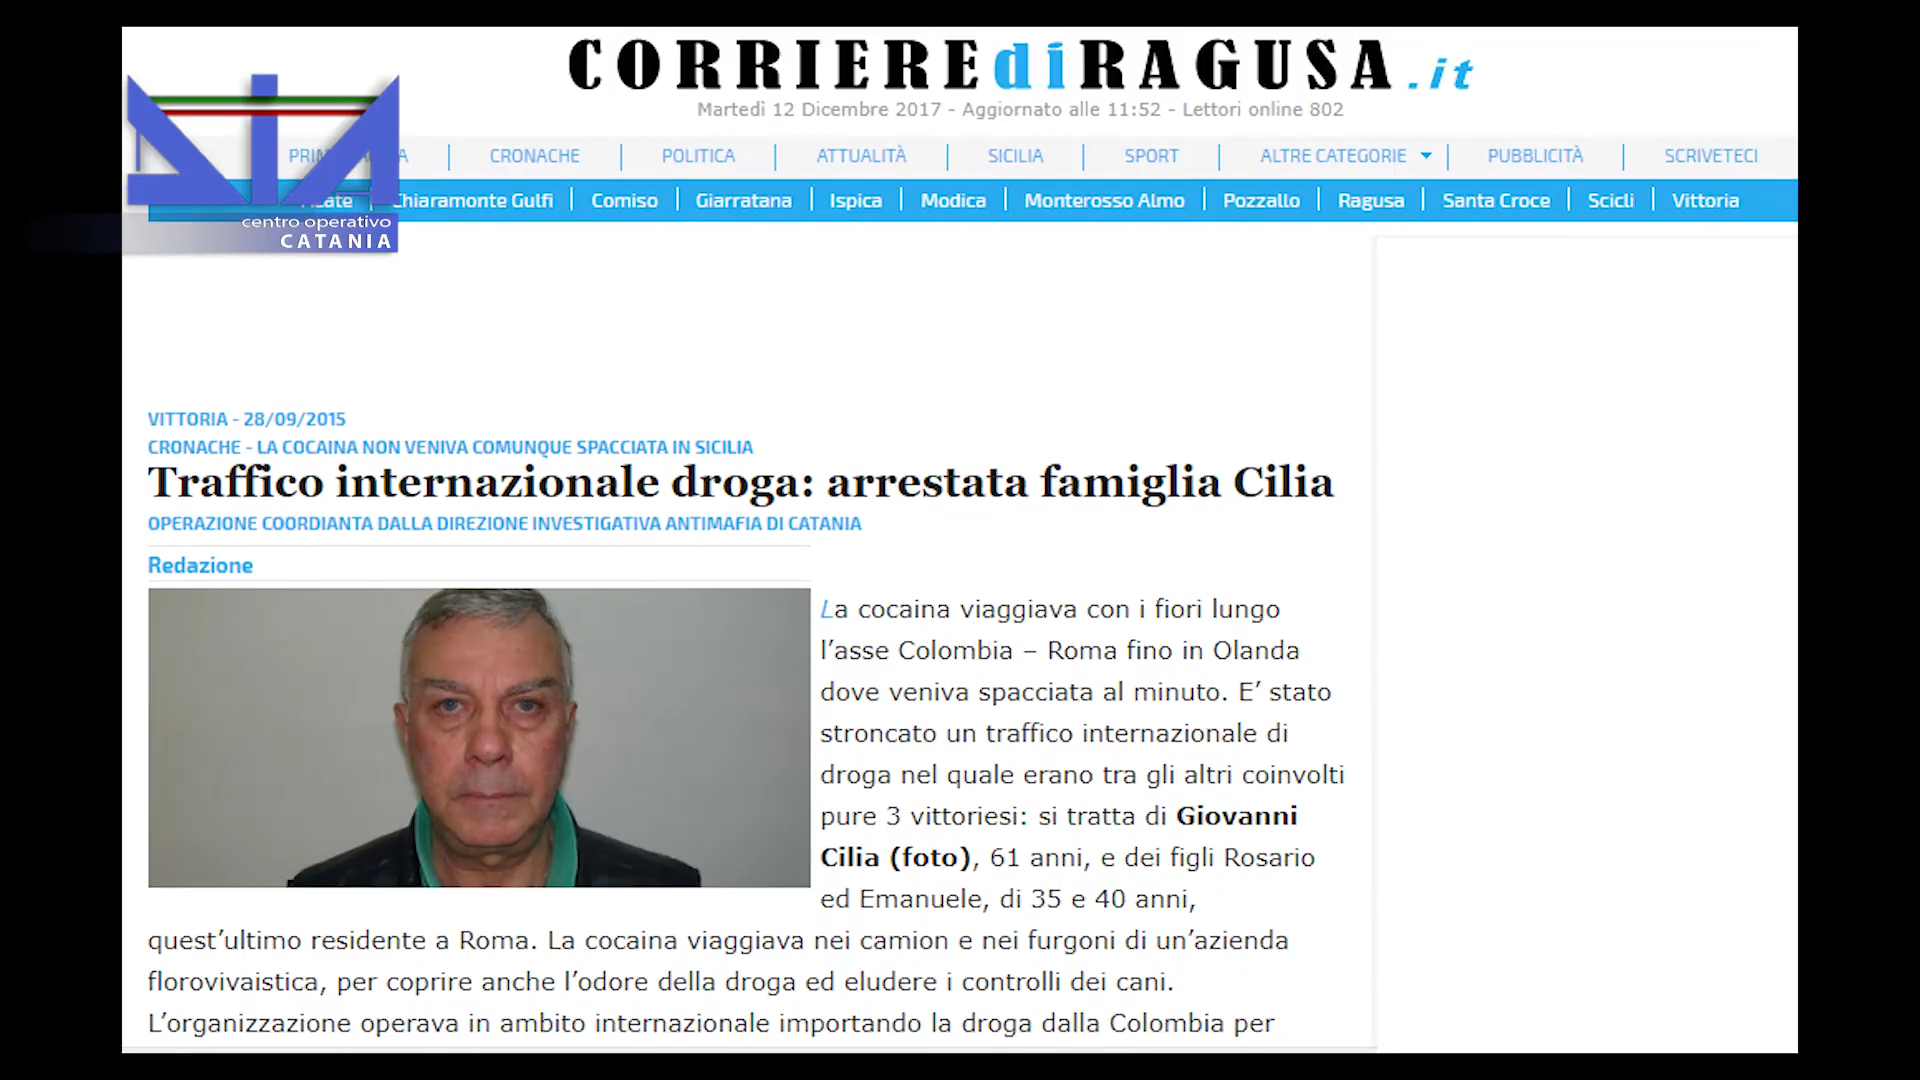 CORRIEREdiRAGUSA.it
Martedì 12 Dicembre 2017 - Aggiornato alle 11:52 - Lettori online 802
DIA
CRONACHE POLITICA ATTUALITÀ SICILIA SPORT ALTRE CATEGORIE PUBBLICITÀ SCRIVETECI
Chiaramonte Gulfi Comiso Giarratana Ispica Modica Monterosso Almo Pozzallo Ragusa Santa Croce Scicli Vittoria
centro operativo
CATANIA
VITTORIA - 28/09/2015
CRONACHE - LA COCAINA NON VENIVA COMUNQUE SPACCIATA IN SICILIA
Traffico internazionale droga: arrestata famiglia Cilia
OPERAZIONE COORDIANTA DALLA DIREZIONE INVESTIGATIVA ANTIMAFIA DI CATANIA
Redazione
La cocaina viaggiava con i fiori lungo
l’asse Colombia – Roma fino in Olanda
dove veniva spacciata al minuto. E’ stato
stroncato un traffico internazionale di
droga nel quale erano tra gli altri coinvolti
pure 3 vittoriesi: si tratta di Giovanni
Cilia (foto), 61 anni, e dei figli Rosario
ed Emanuele, di 35 e 40 anni,
quest’ultimo residente a Roma. La cocaina viaggiava nei camion e nei furgoni di un’azienda
florovivaistica, per coprire anche l’odore della droga ed eludere i controlli dei cani.
L’organizzazione operava in ambito internazionale importando la droga dalla Colombia per